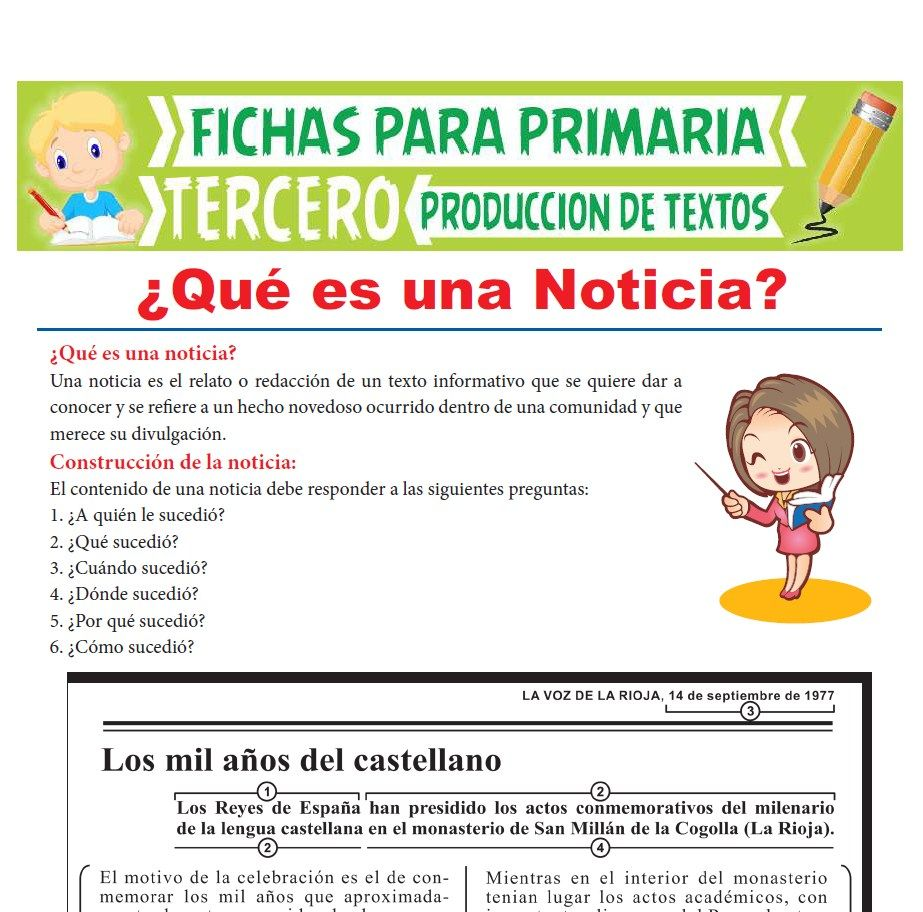 FICHAS PARA PRIMARIA
TERCERO PRODUCCION DE TEXTOS
¿Qué es una Noticia?
¿Qué es una noticia?
Una noticia es el relato o redacción de un texto informativo que se quiere dar a
conocer y se refiere a un hecho novedoso ocurrido dentro de una comunidad y que
merece su divulgación.
Construcción de la noticia:
El contenido de una noticia debe responder a las siguientes preguntas:
1. ¿A quién le sucedió?
2. ¿Qué sucedió?
3. ¿Cuándo sucedió?
4. ¿Dónde sucedió?
5. ¿Por qué sucedió?
6. ¿Cómo sucedió?
LA VOZ DE LA RIOJA, 14 de septiembre de 1977
3
Los mil años del castellano
1 2
Los Reyes de España han presidido los actos conmemorativos del milenario
de la lengua castellana en el monasterio de San Millán de la Cogolla (La Rioja).
2 4
El motivo de la celebración es el de con-
memorar los mil años que aproximada-
Mientras en el interior del monasterio
tenian lugar los actos académicos, con